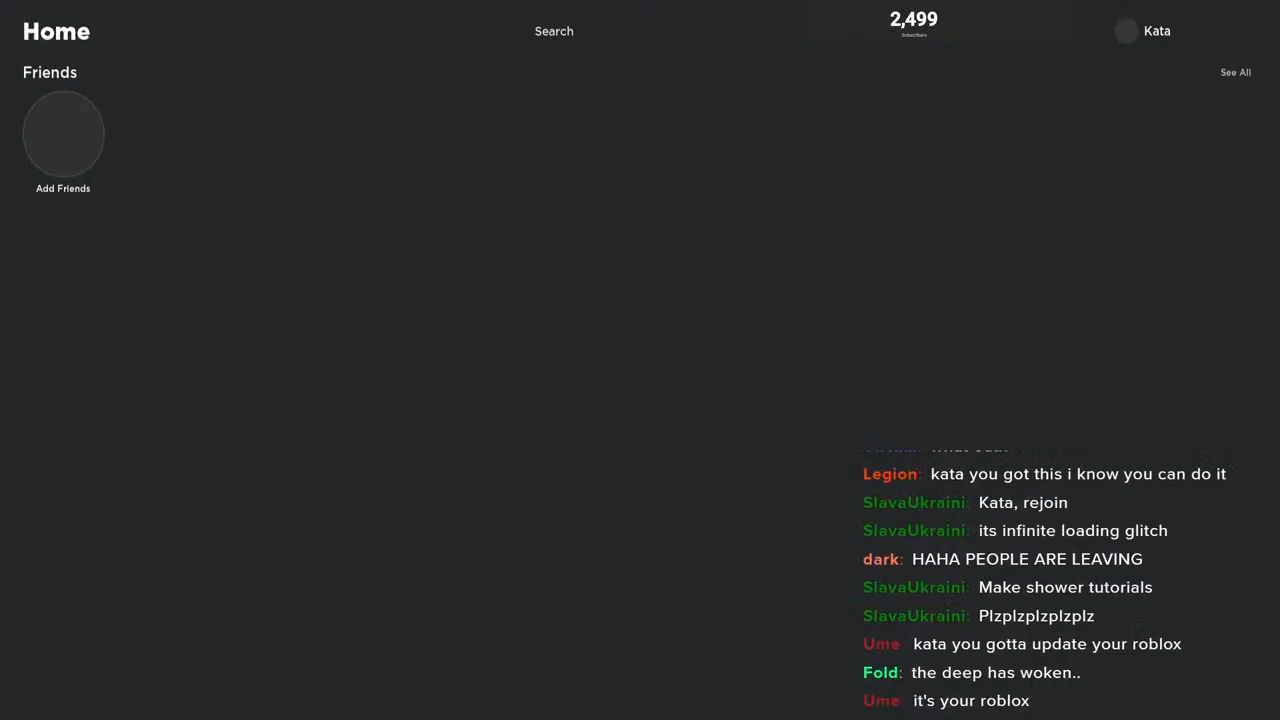 Home
Search
2,499
Subscribers
Kata
Friends
See All
Add Friends
Legion: kata you got this i know you can do it
SlavaUkraini: Kata, rejoin
SlavaUkraini: its infinite loading glitch
dark: HAHA PEOPLE ARE LEAVING
SlavaUkraini: Make shower tutorials
SlavaUkraini: Plzplzplzplzplz
Ume kata you gotta update your roblox
Fold: the deep has woken..
Ume: it's your roblox